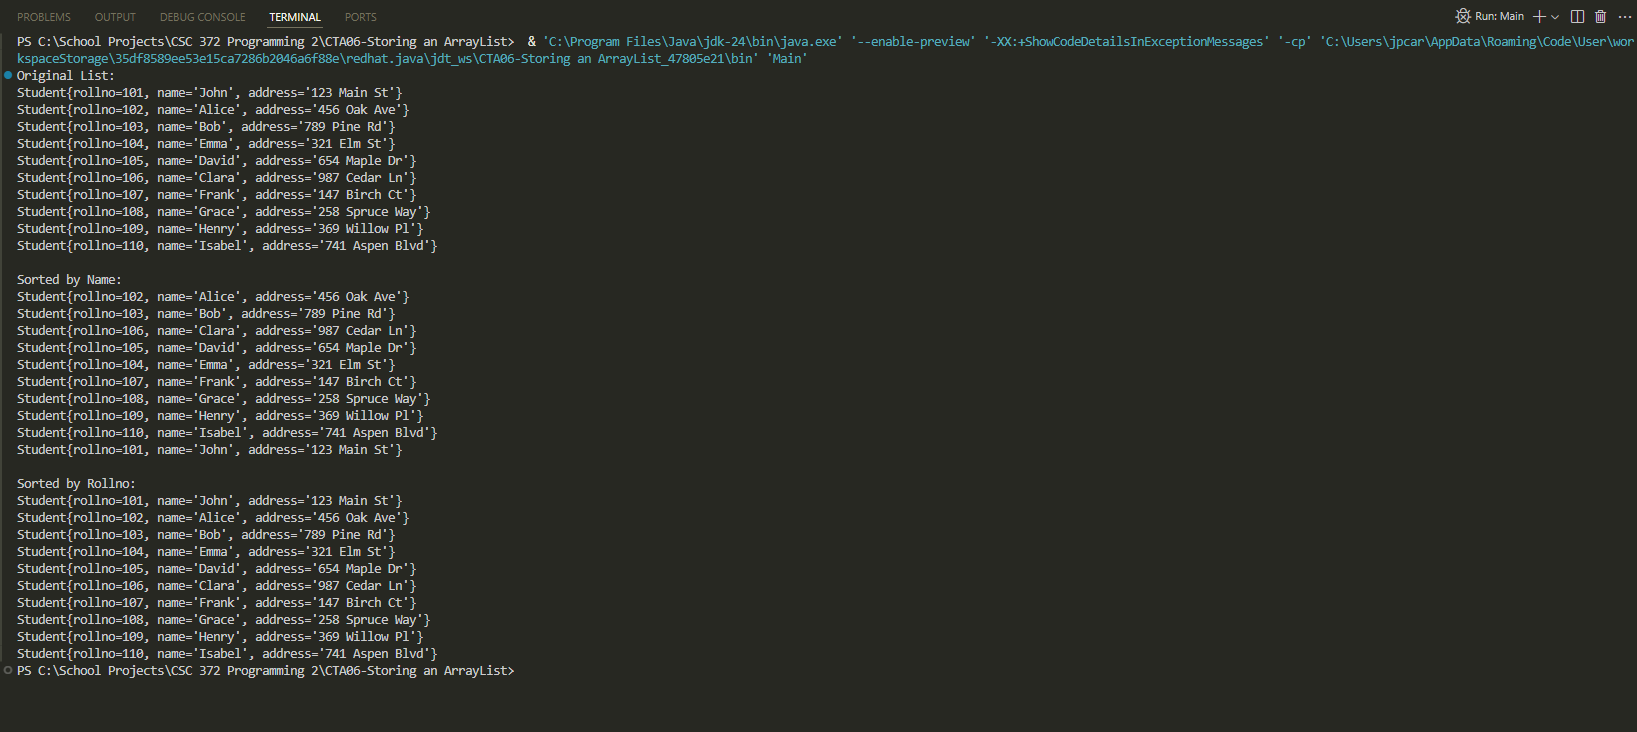 PROBLEMS OUTPUT DEBUG CONSOLE TERMINAL PORTS Run: Main
PS C:\School Projects\CSC 372 Programming 2\CTA06-Storing an ArrayList> & 'C:\Program Files\Java\jdk-24\bin\java.exe' '--enable-preview' '-XX:+ShowCodeDetailsInExceptionMessages' '-cp' 'C:\Users\jpcar\AppData\Roaming\Code\User\wor
kspaceStorage\35df8589ee53e15ca7286b2046a6f88e\redhat.java\jdt_ws\CTA06-Storing an ArrayList_47805e21\bin' 'Main'
Original List:
Student{rollno=101, name='John', address='123 Main St'}
Student{rollno=102, name='Alice', address='456 Oak Ave'}
Student{rollno=103, name='Bob', address='789 Pine Rd'}
Student{rollno=104, name='Emma', address='321 Elm St'}
Student{rollno=105, name='David', address='654 Maple Dr'}
Student{rollno=106, name='Clara', address='987 Cedar Ln'}
Student{rollno=107, name='Frank', address='147 Birch Ct'}
Student{rollno=108, name='Grace', address='258 Spruce Way'}
Student{rollno=109, name='Henry', address='369 Willow Pl'}
Student{rollno=110, name='Isabel', address='741 Aspen Blvd'}
Sorted by Name:
Student{rollno=102, name='Alice', address='456 Oak Ave'}
Student{rollno=103, name='Bob', address='789 Pine Rd'}
Student{rollno=106, name='Clara', address='987 Cedar Ln'}
Student{rollno=105, name='David', address='654 Maple Dr'}
Student{rollno=104, name='Emma', address='321 Elm St'}
Student{rollno=107, name='Frank', address='147 Birch Ct'}
Student{rollno=108, name='Grace', address='258 Spruce Way'}
Student{rollno=109, name='Henry', address='369 Willow Pl'}
Student{rollno=110, name='Isabel', address='741 Aspen Blvd'}
Student{rollno=101, name='John', address='123 Main St'}
Sorted by Rollno:
Student{rollno=101, name='John', address='123 Main St'}
Student{rollno=102, name='Alice', address='456 Oak Ave'}
Student{rollno=103, name='Bob', address='789 Pine Rd'}
Student{rollno=104, name='Emma', address='321 Elm St'}
Student{rollno=105, name='David', address='654 Maple Dr'}
Student{rollno=106, name='Clara', address='987 Cedar Ln'}
Student{rollno=107, name='Frank', address='147 Birch Ct'}
Student{rollno=108, name='Grace', address='258 Spruce Way'}
Student{rollno=109, name='Henry', address='369 Willow Pl'}
Student{rollno=110, name='Isabel', address='741 Aspen Blvd'}
PS C:\School Projects\CSC 372 Programming 2\CTA06-Storing an ArrayList>